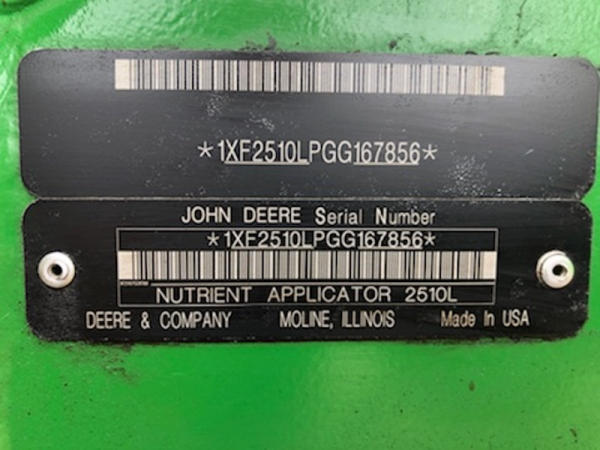 *1XF2510LPGG167856*
JOHN DEERE Serial Number
*1XF2510LPGG167856*
NUTRIENT APPLICATOR 2510L
DEERE & COMPANY MOLINE, ILLINOIS Made In USA